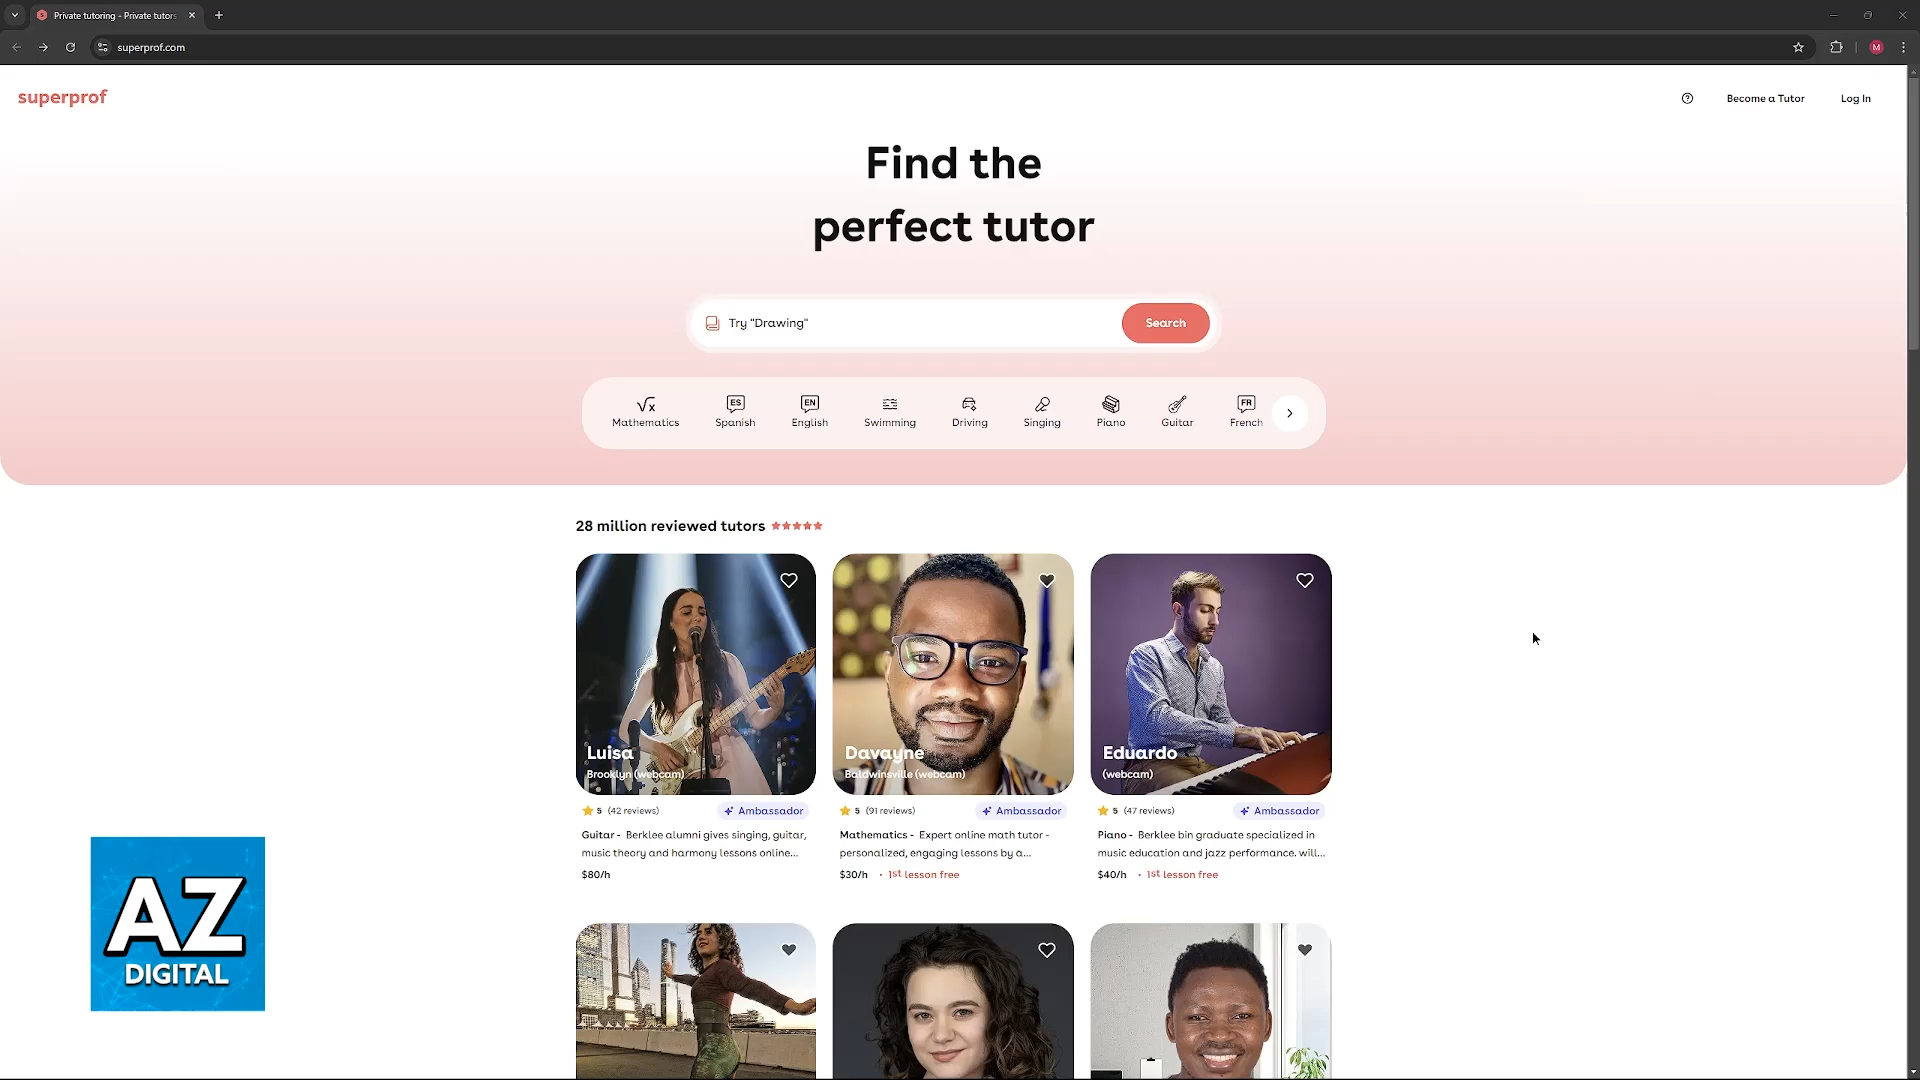 Private tutoring - Private tutors
superprof.com
M
superprof
Become a Tutor
Log In
Find the
perfect tutor
Try "Drawing"
Search
√x
ES
EN
FR
Mathematics
Spanish
English
Swimming
Driving
Singing
Piano
Guitar
French
28 million reviewed tutors
Luisa
Brooklyn (webcam)
5 (42 reviews)
Ambassador
Guitar - Berklee alumni gives singing, guitar,
music theory and harmony lessons online...
$80/h
Davayne
Baldwinsville (webcam)
5 (91 reviews)
Ambassador
Mathematics - Expert online math tutor -
personalized, engaging lessons by a...
$30/h • 1st lesson free
Eduardo
(webcam)
5 (47 reviews)
Ambassador
Piano - Berklee bin graduate specialized in
music education and jazz performance. will...
$40/h • 1st lesson free
AZ
DIGITAL